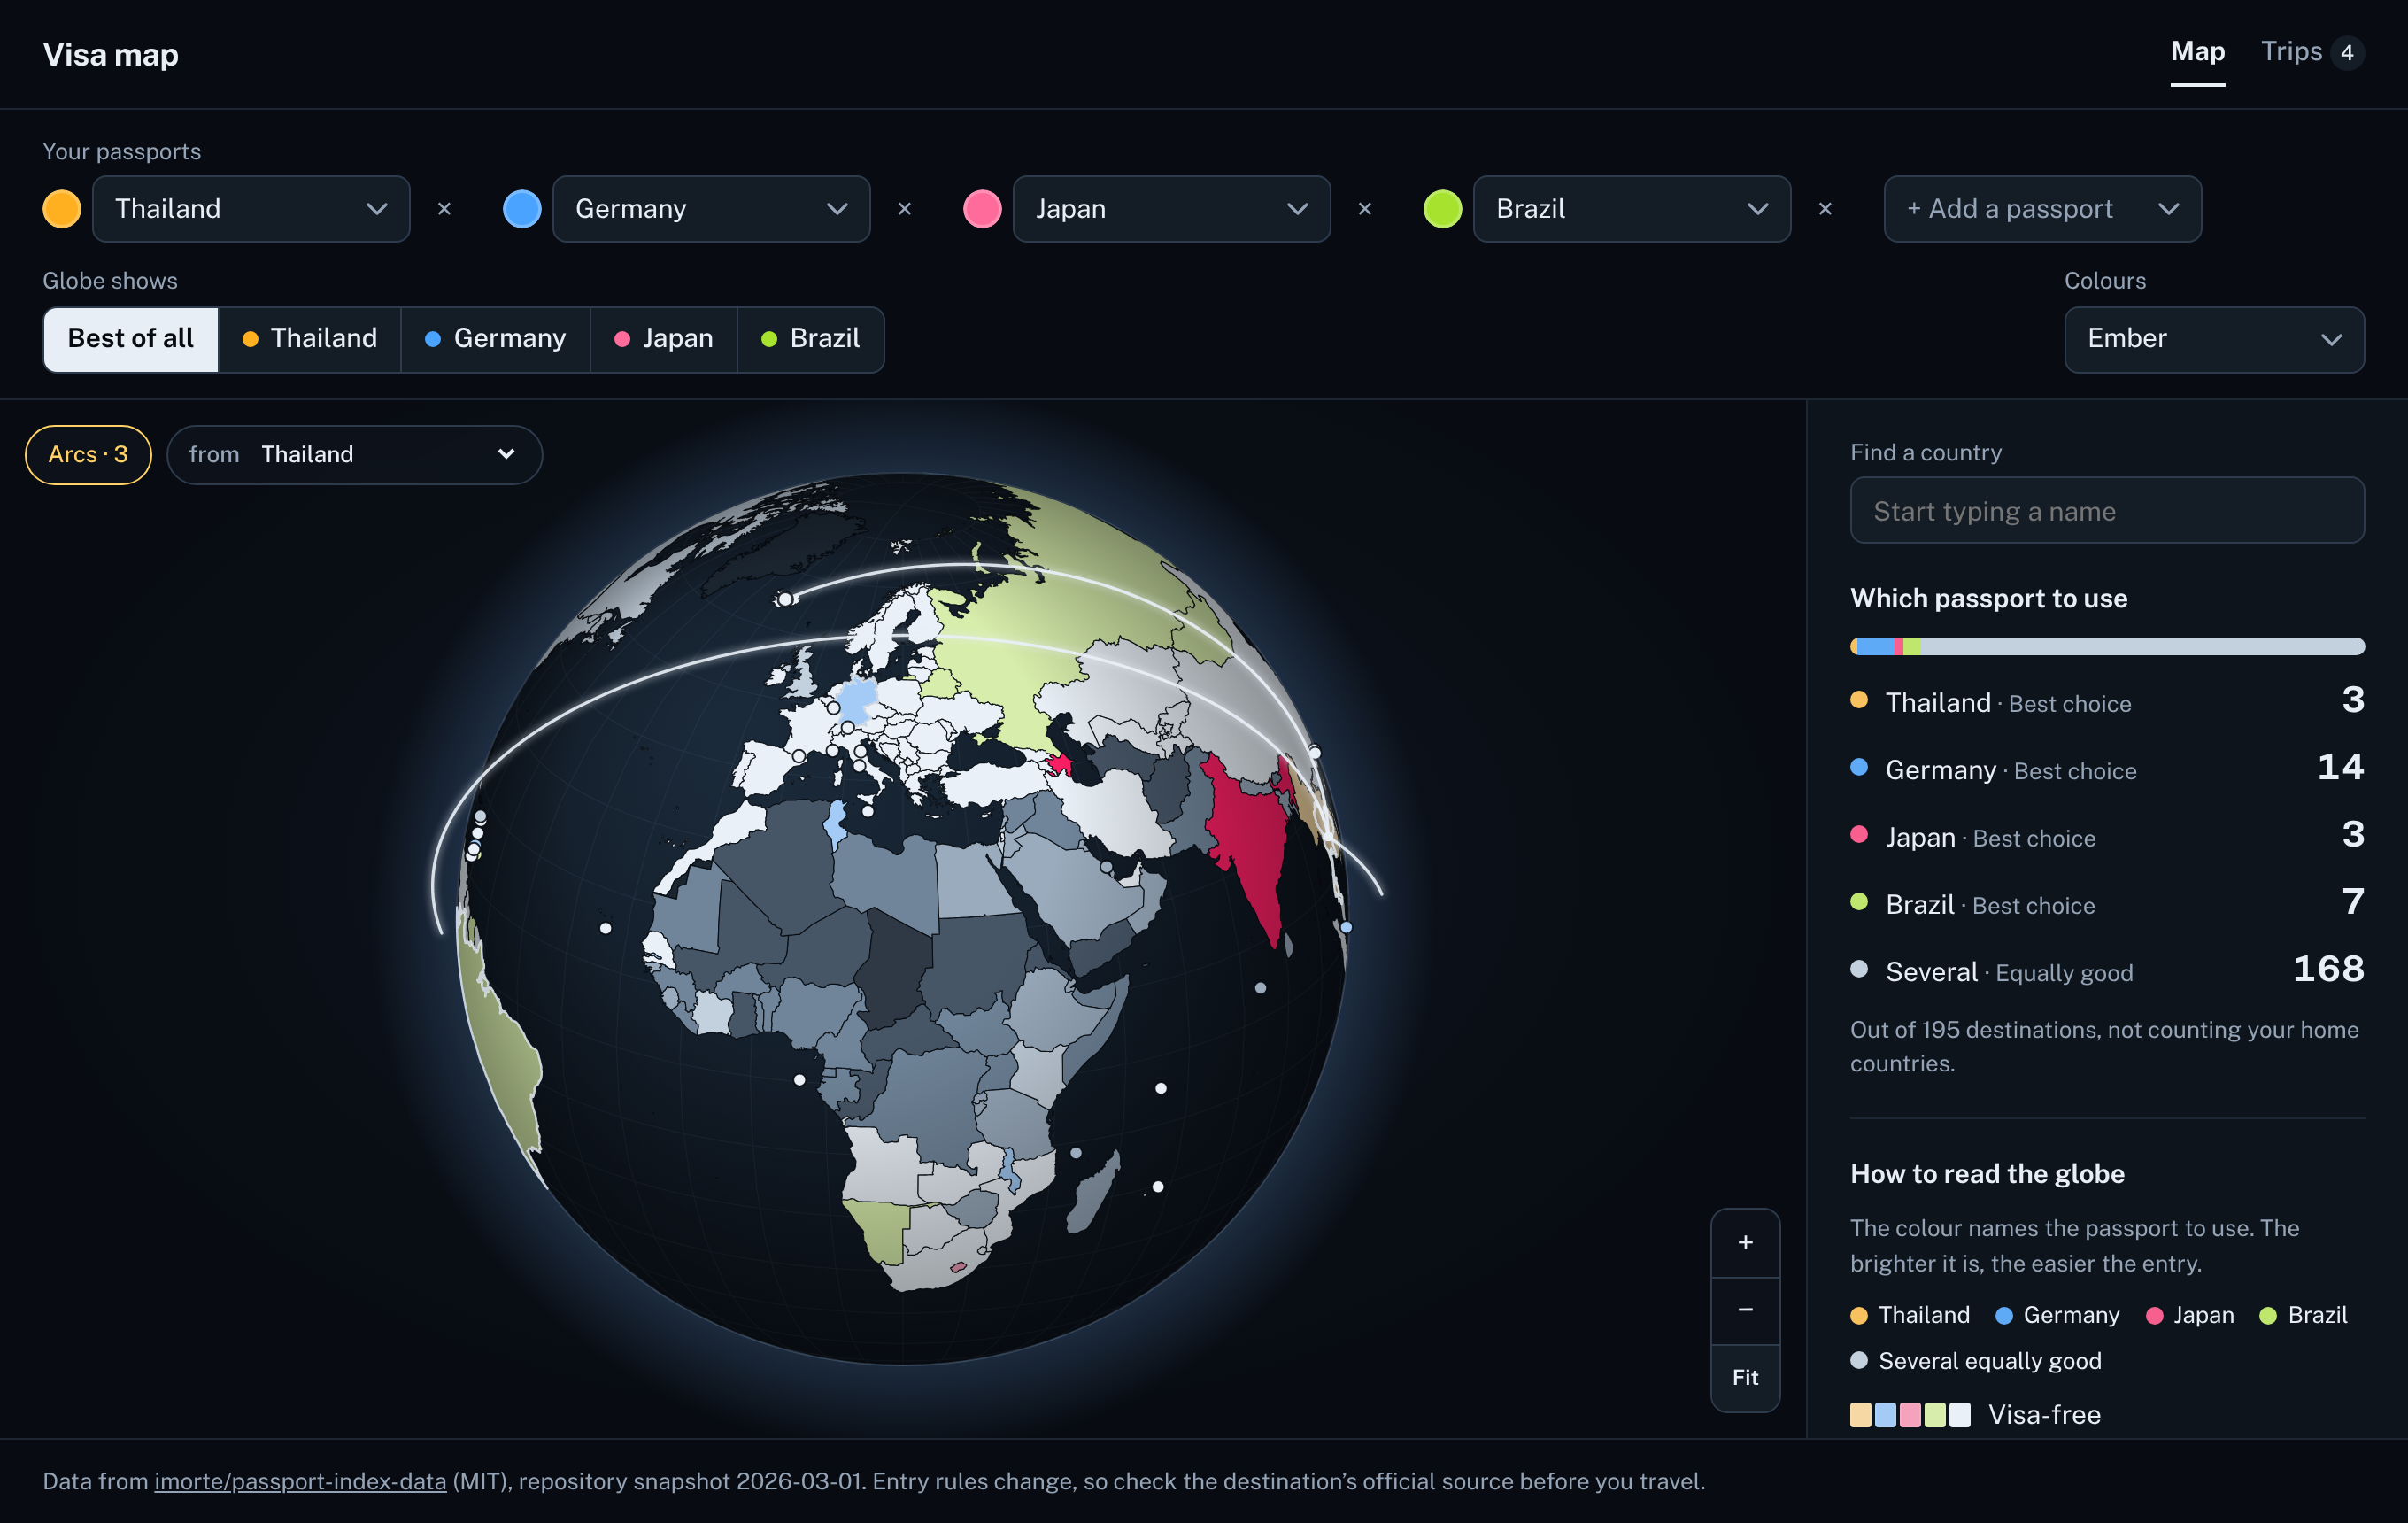 Visa map
Map
Trips 4
Your passports
Thailand ×
Germany ×
Japan ×
Brazil ×
+ Add a passport
Globe shows
Colours
Best of all
Thailand
Germany
Japan
Brazil
Ember
Arcs · 3
from Thailand
Find a country
Start typing a name
Which passport to use
Thailand · Best choice 3
Germany · Best choice 14
Japan · Best choice 3
Brazil · Best choice 7
Several · Equally good 168
Out of 195 destinations, not counting your home
countries.
How to read the globe
The colour names the passport to use. The
brighter it is, the easier the entry.
Thailand Germany Japan Brazil
Several equally good
Visa-free
+
−
Fit
Data from imorte/passport-index-data (MIT), repository snapshot 2026-03-01. Entry rules change, so check the destination’s official source before you travel.